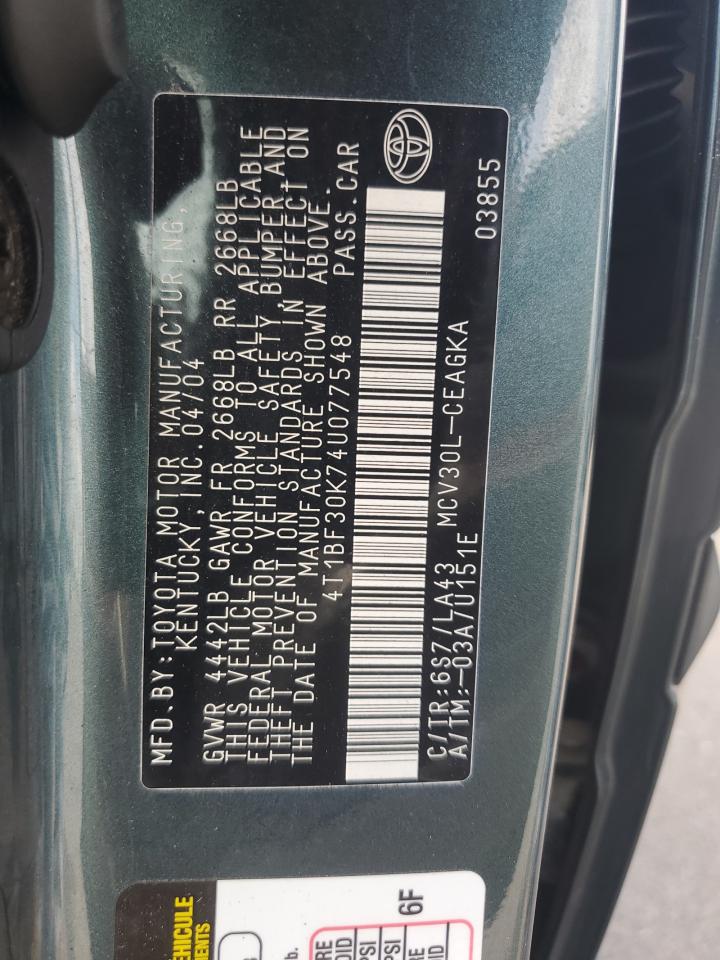 MFD.BY:TOYOTA MOTOR MANUFACTURING,
KENTUCKY,INC.04/04
GVWR 4442LB GAWR FR 2668LB RR 2668LB
THIS VEHICLE CONFORMS TO ALL APPLICABLE
FEDERAL MOTOR VEHICLE SAFETY,BUMPER,AND
THEFT PREVENTION STANDARDS IN EFFECT ON
THE DATE OF MANUFACTURE SHOWN ABOVE.
4T1BF30K74U077548 PASS.CAR
C/TR:6S7/LA43 MCV30L-CEAGKA
A/TM:-03A/U151E 03855
6F